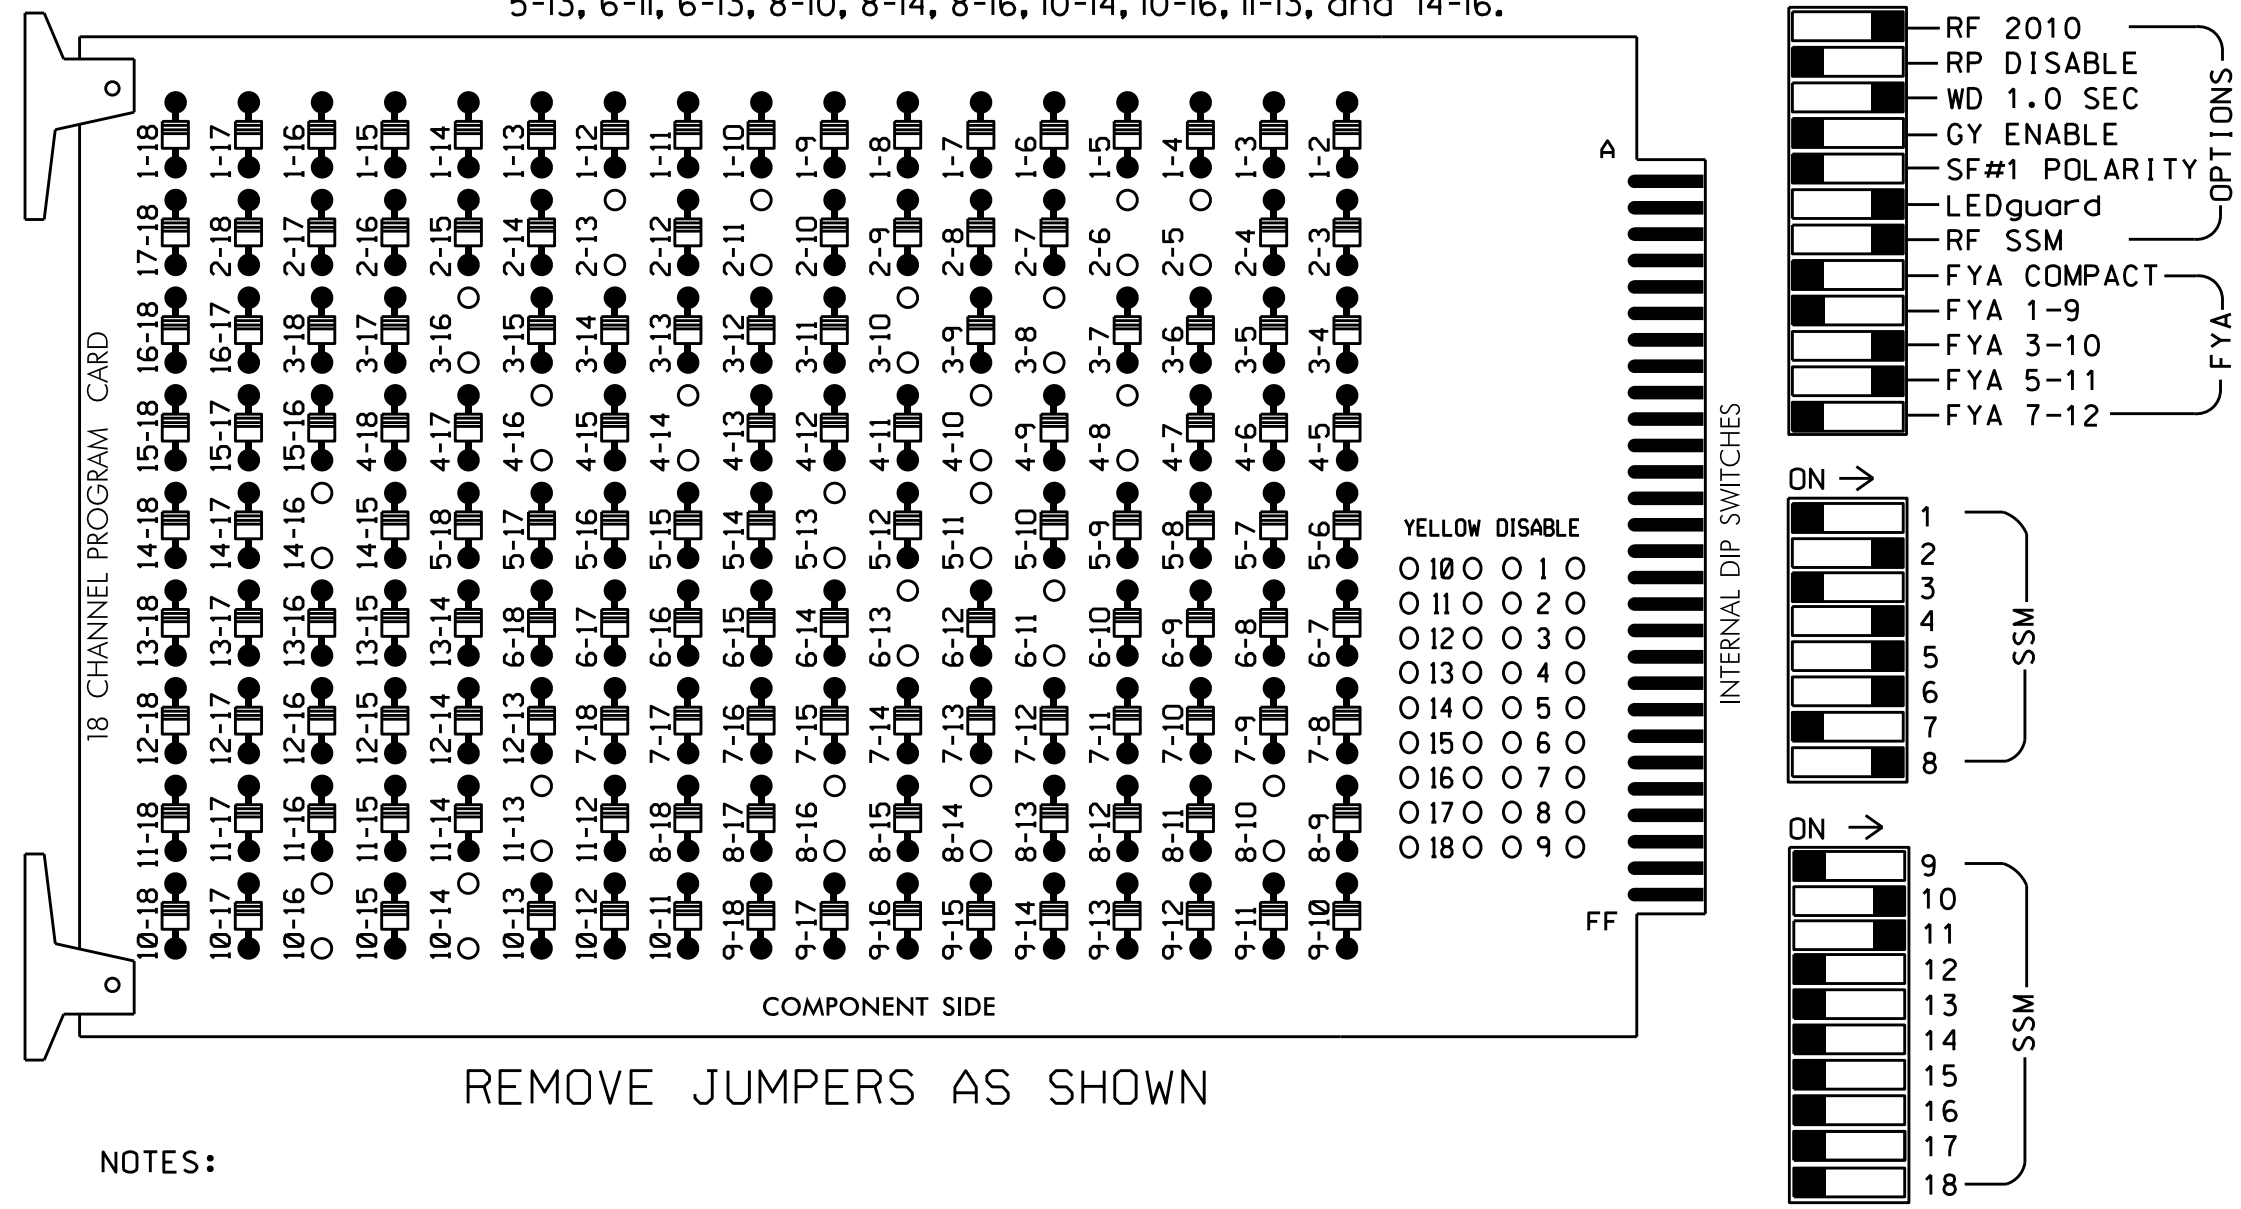 5-13, 6-11, 6-13, 8-10, 8-14, 8-16, 10-14, 10-16, 11-13, and 14-16.
1-18 1-17 1-16 1-15 1-14 1-13 1-12 1-11 1-10 1-9 1-8 1-7 1-6 1-5 1-4 1-3 1-2
17-18 2-18 2-17 2-16 2-15 2-14 2-13 2-12 2-11 2-10 2-9 2-8 2-7 2-6 2-5 2-4 2-3
16-18 16-17 3-18 3-17 3-16 3-15 3-14 3-13 3-12 3-11 3-10 3-9 3-8 3-7 3-6 3-5 3-4
15-18 15-17 15-16 4-18 4-17 4-16 4-15 4-14 4-13 4-12 4-11 4-10 4-9 4-8 4-7 4-6 4-5
14-18 14-17 14-16 14-15 5-18 5-17 5-16 5-15 5-14 5-13 5-12 5-11 5-10 5-9 5-8 5-7 5-6
13-18 13-17 13-16 13-15 13-14 6-18 6-17 6-16 6-15 6-14 6-13 6-12 6-11 6-10 6-9 6-8 6-7
12-18 12-17 12-16 12-15 12-14 12-13 7-18 7-17 7-16 7-15 7-14 7-13 7-12 7-11 7-10 7-9 7-8
11-18 11-17 11-16 11-15 11-14 11-13 11-12 8-18 8-17 8-16 8-15 8-14 8-13 8-12 8-11 8-10 8-9
10-18 10-17 10-16 10-15 10-14 10-13 10-12 10-11 9-18 9-17 9-16 9-15 9-14 9-13 9-12 9-11 9-10
18 CHANNEL PROGRAM CARD
A
FF
YELLOW DISABLE
10 1
11 2
12 3
13 4
14 5
15 6
16 7
17 8
18 9
COMPONENT SIDE
INTERNAL DIP SWITCHES
RF 2010
RP DISABLE
WD 1.0 SEC
GY ENABLE
SF#1 POLARITY
LEDguard
RF SSM
OPTIONS
FYA COMPACT
FYA 1-9
FYA 3-10
FYA 5-11
FYA 7-12
FYA
ON →
1
2
3
4
5
6
7
8
SSM
ON →
9
10
11
12
13
14
15
16
17
18
SSM
REMOVE JUMPERS AS SHOWN
NOTES: